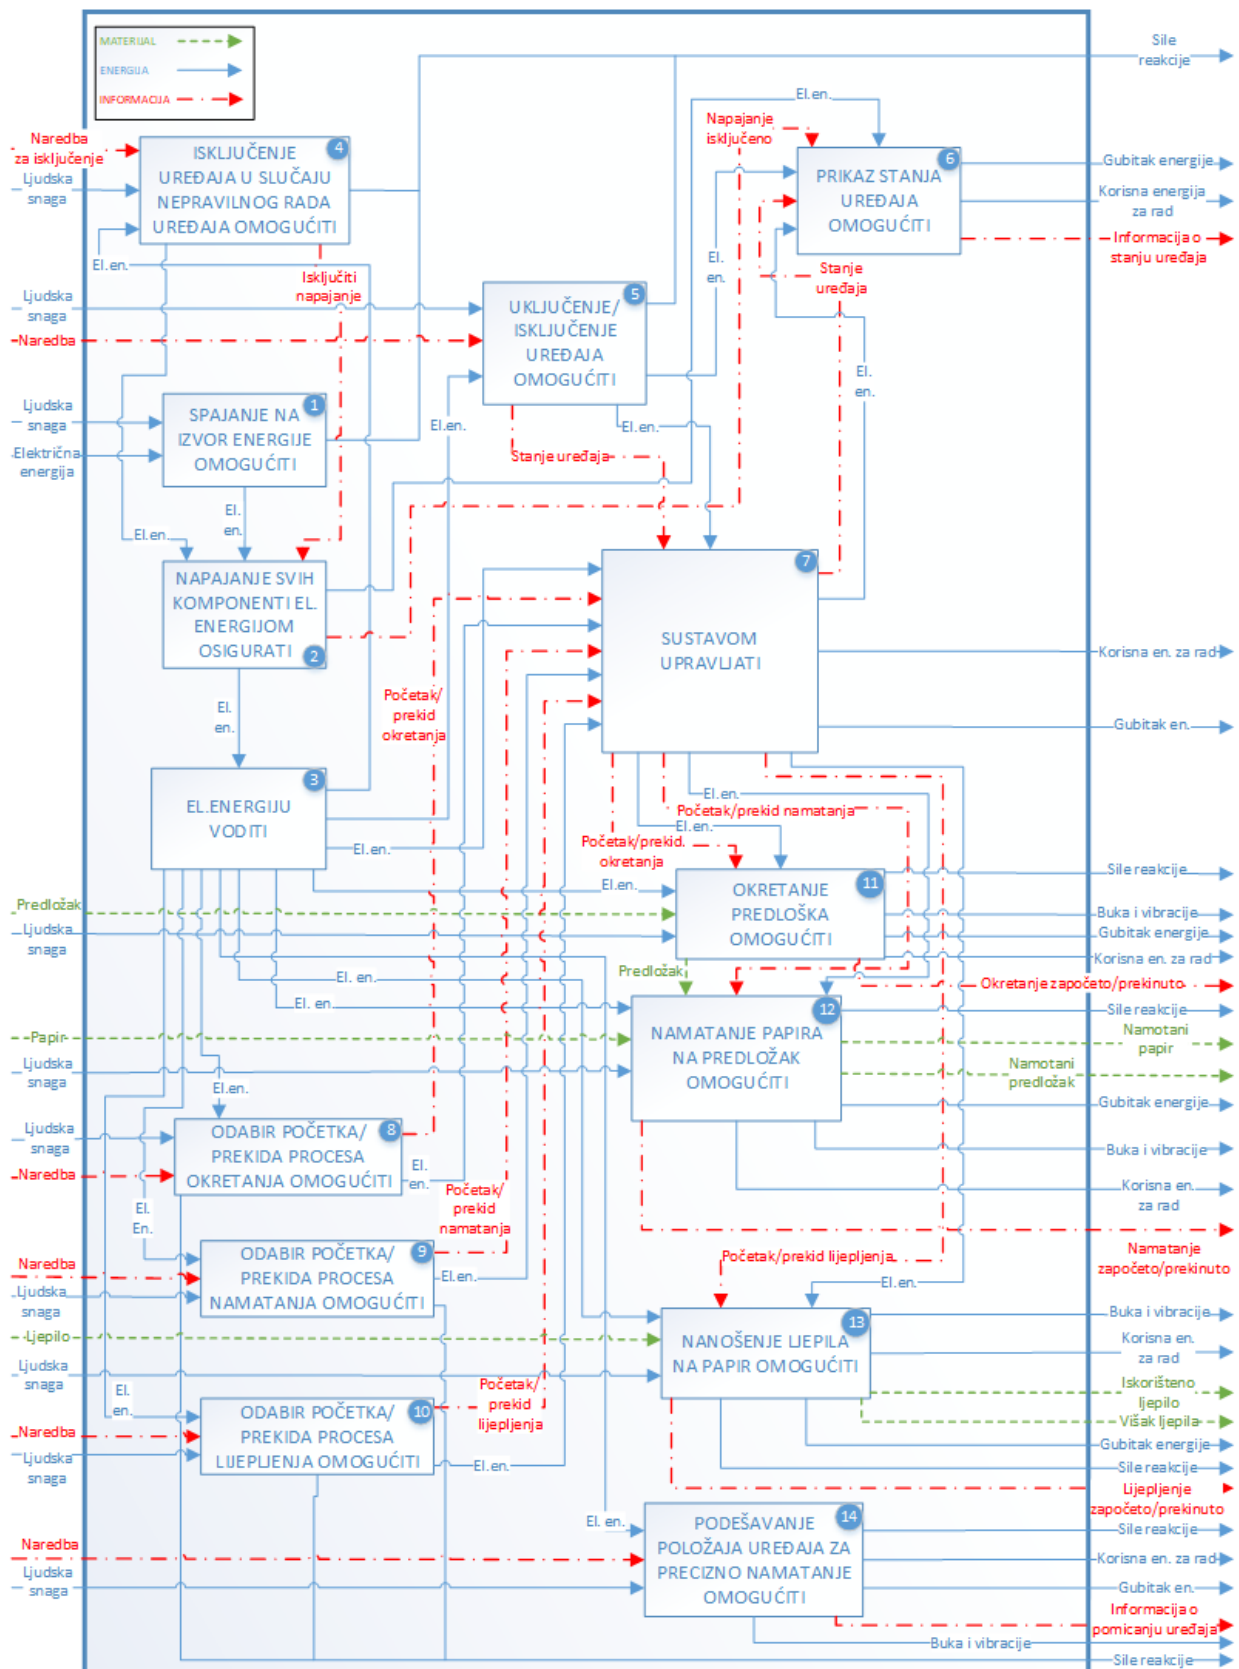 MATERIJAL
ENERGIJA
INFORMACIJA
Sile
reakcije
El.en.
Naredba
za isključenje
Ljudska
snaga
ISKLJUČENJE
UREĐAJA U SLUČAJU
NEPRAVILNOG RADA
UREĐAJA OMOGUĆITI
4
El.en.
Isključiti
napajanje
Napajanje
isključeno
PRIKAZ STANJA
UREĐAJA
OMOGUĆITI
6
Gubitak energije
Korisna energija
za rad
Informacija o
stanju uređaja
El.
en.
Stanje
uređaja
Ljudska
snaga
Naredba
UKLJUČENJE/
ISKLJUČENJE
UREĐAJA
OMOGUĆITI
5
El.
en.
Ljudska
snaga
Električna
energija
SPAJANJE NA
IZVOR ENERGIJE
OMOGUĆITI
1
El.en.
El.en.
Stanje uređaja
El.
en.
El.en.
NAPAJANJE SVIH
KOMPONENTI EL.
ENERGIJOM
OSIGURATI
2
7
SUSTAVOM
UPRAVLJATI
Korisna en. za rad
Gubitak en.
El.
en.
Početak/
prekid
okretanja
EL.ENERGIJU
VODITI
3
El.en.
El.en.
Početak/prekid namatanja
El.en.
Početak/prekid.
okretanja
El.en.
Predložak
Ljudska
snaga
OKRETANJE
PREDLOŠKA
OMOGUĆITI
11
Sile reakcije
Buka i vibracije
Gubitak energije
Korisna en. za rad
Okretanje započeto/prekinuto
Predložak
El. en.
El. en.
Papir
Ljudska
snaga
NAMATANJE PAPIRA
NA PREDLOŽAK
OMOGUĆITI
12
Sile reakcije
Namotani
papir
Namotani
predložak
Gubitak energije
Buka i vibracije
Korisna en.
za rad
Namatanje
započeto/prekinuto
El.en.
Ljudska
snaga
Naredba
ODABIR POČETKA/
PREKIDA PROCESA
OKRETANJA OMOGUĆITI
8
El.
en.
El.
En.
Početak/
prekid
namatanja
Naredba
Ljudska
snaga
ODABIR POČETKA/
PREKIDA PROCESA
NAMATANJA OMOGUĆITI
9
El.en.
Početak/prekid lijepljenja
El.en.
Ljepilo
Ljudska
snaga
NANOŠENJE LJEPILA
NA PAPIR OMOGUĆITI
13
Buka i vibracije
Korisna en.
za rad
Iskorišteno
ljepilo
Višak ljepila
Gubitak energije
Sile reakcije
Lijepljenje
započeto/prekinuto
El.
en.
Početak/
prekid
lijepljenja
Naredba
Ljudska
snaga
ODABIR POČETKA/
PREKIDA PROCESA
LIJEPLJENJA OMOGUĆITI
10
El.en.
El. en.
Naredba
Ljudska
snaga
PODEŠAVANJE
POLOŽAJA UREĐAJA ZA
PRECIZNO NAMATANJE
OMOGUĆITI
14
Sile reakcije
Korisna en. za rad
Gubitak en.
Informacija o
pomicanju uređaja
Buka i vibracije
Sile reakcije